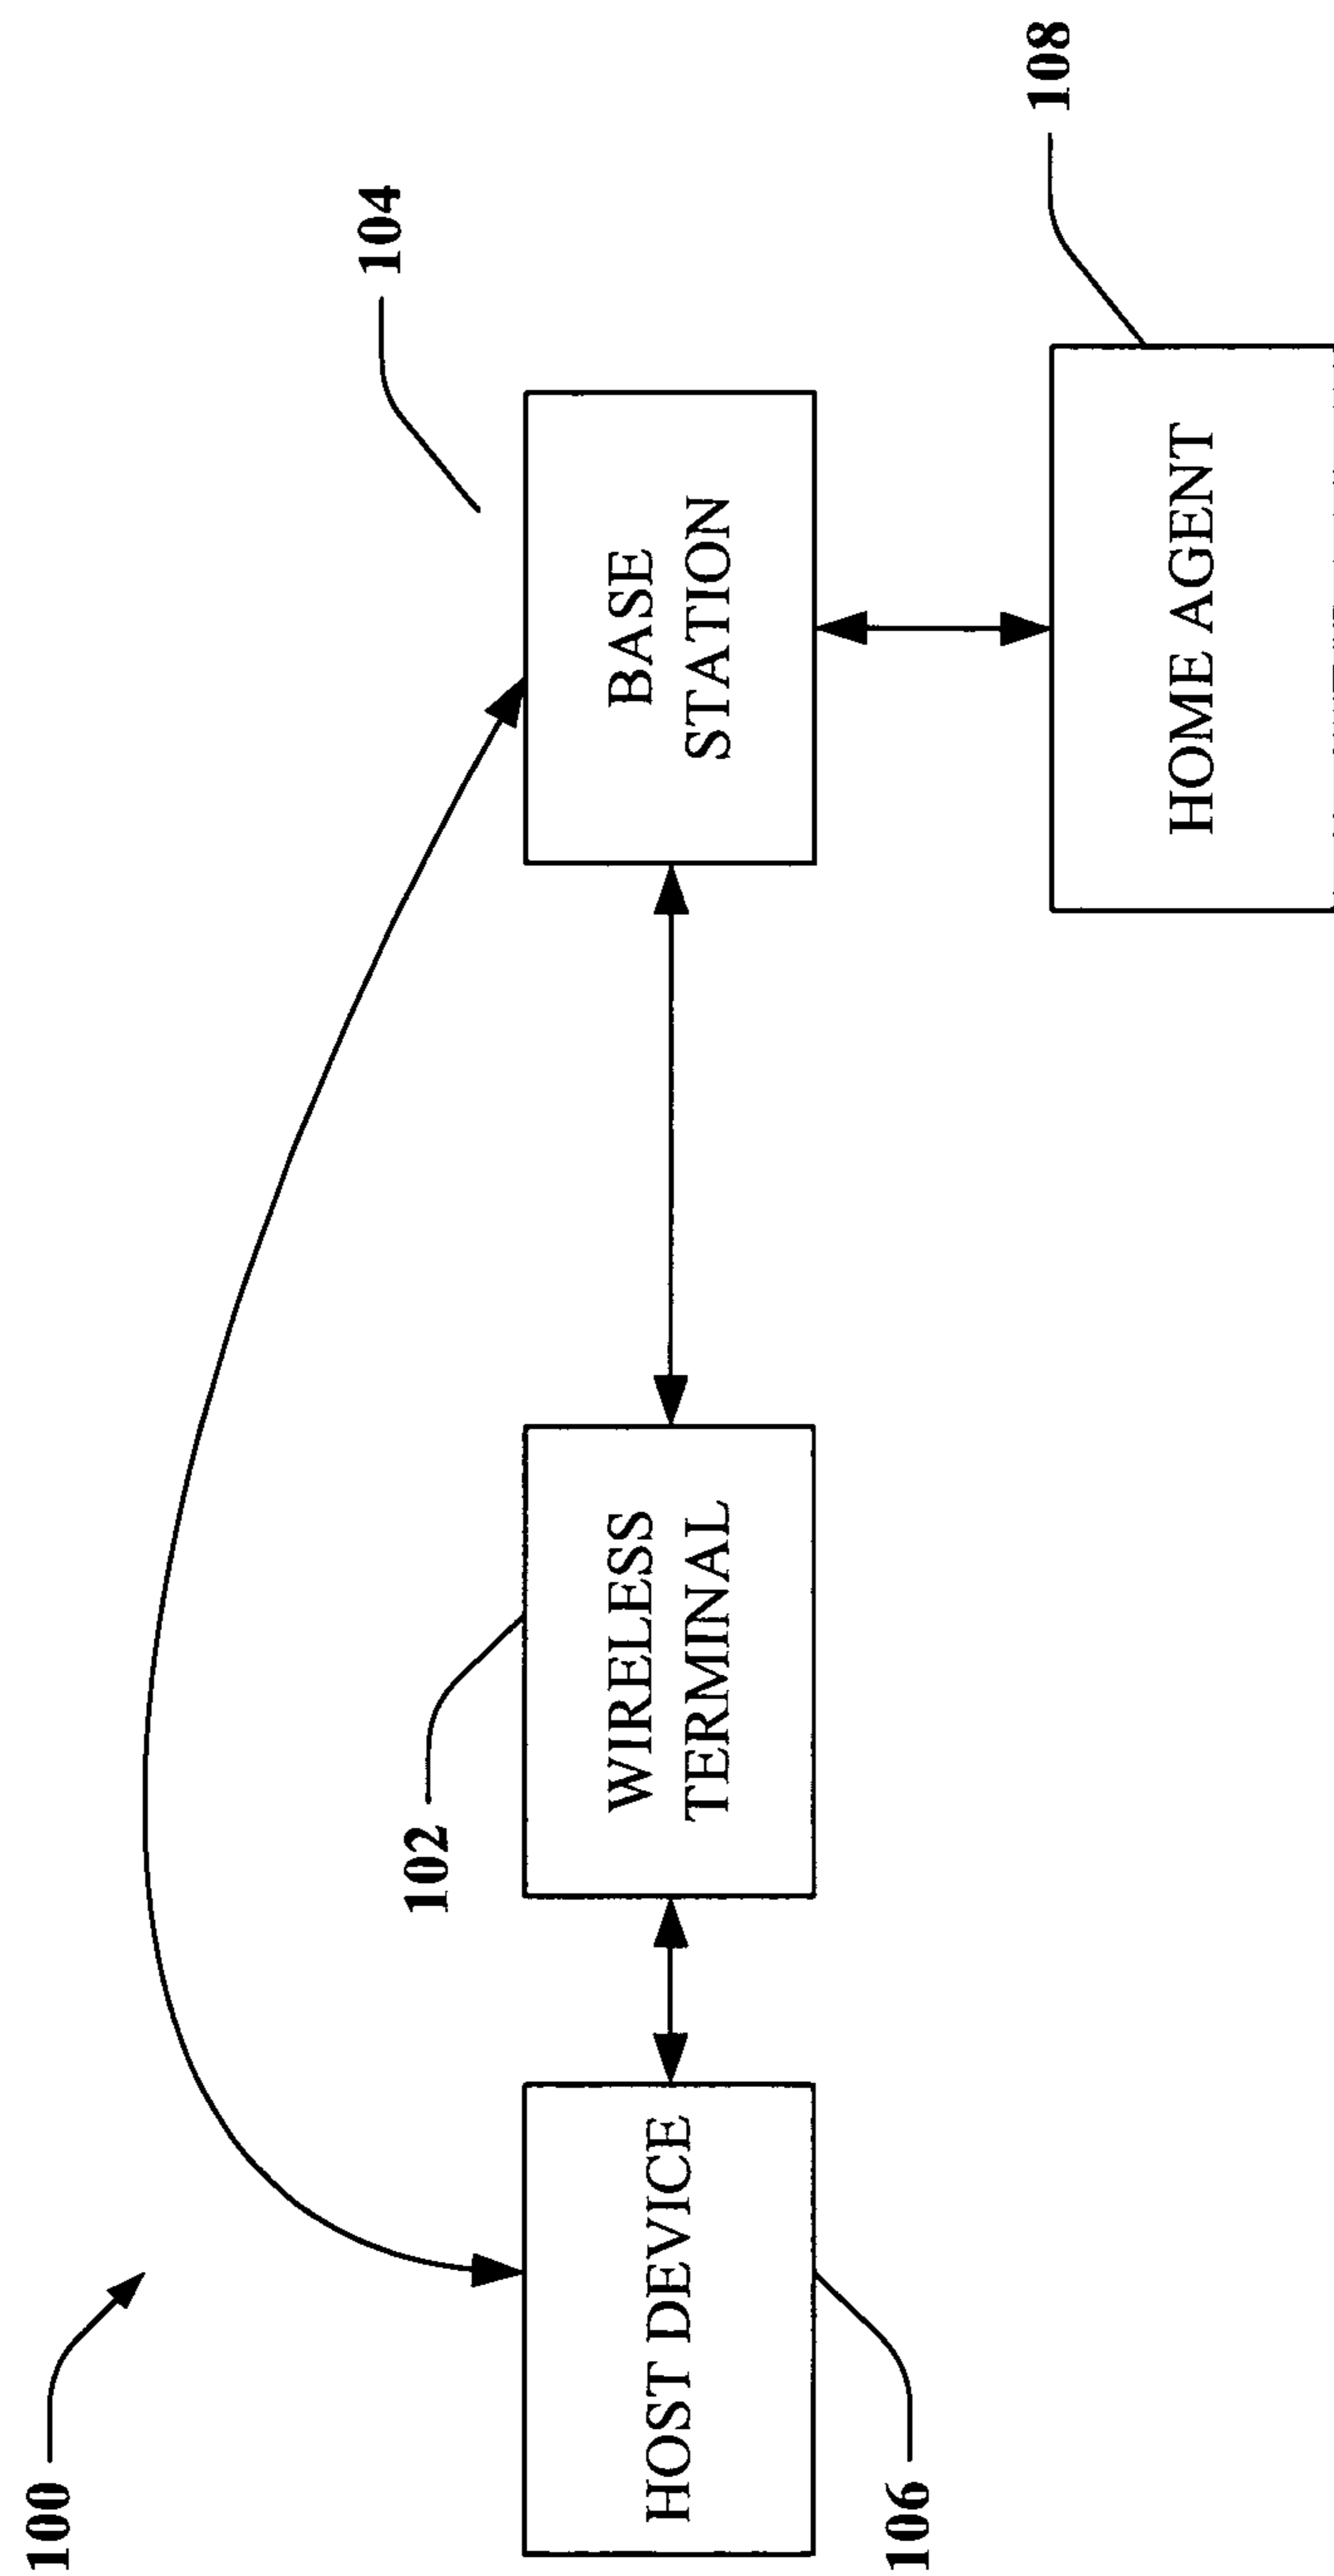 100
104
102
HOST DEVICE
WIRELESS
TERMINAL
BASE
STATION
106
108
HOME AGENT